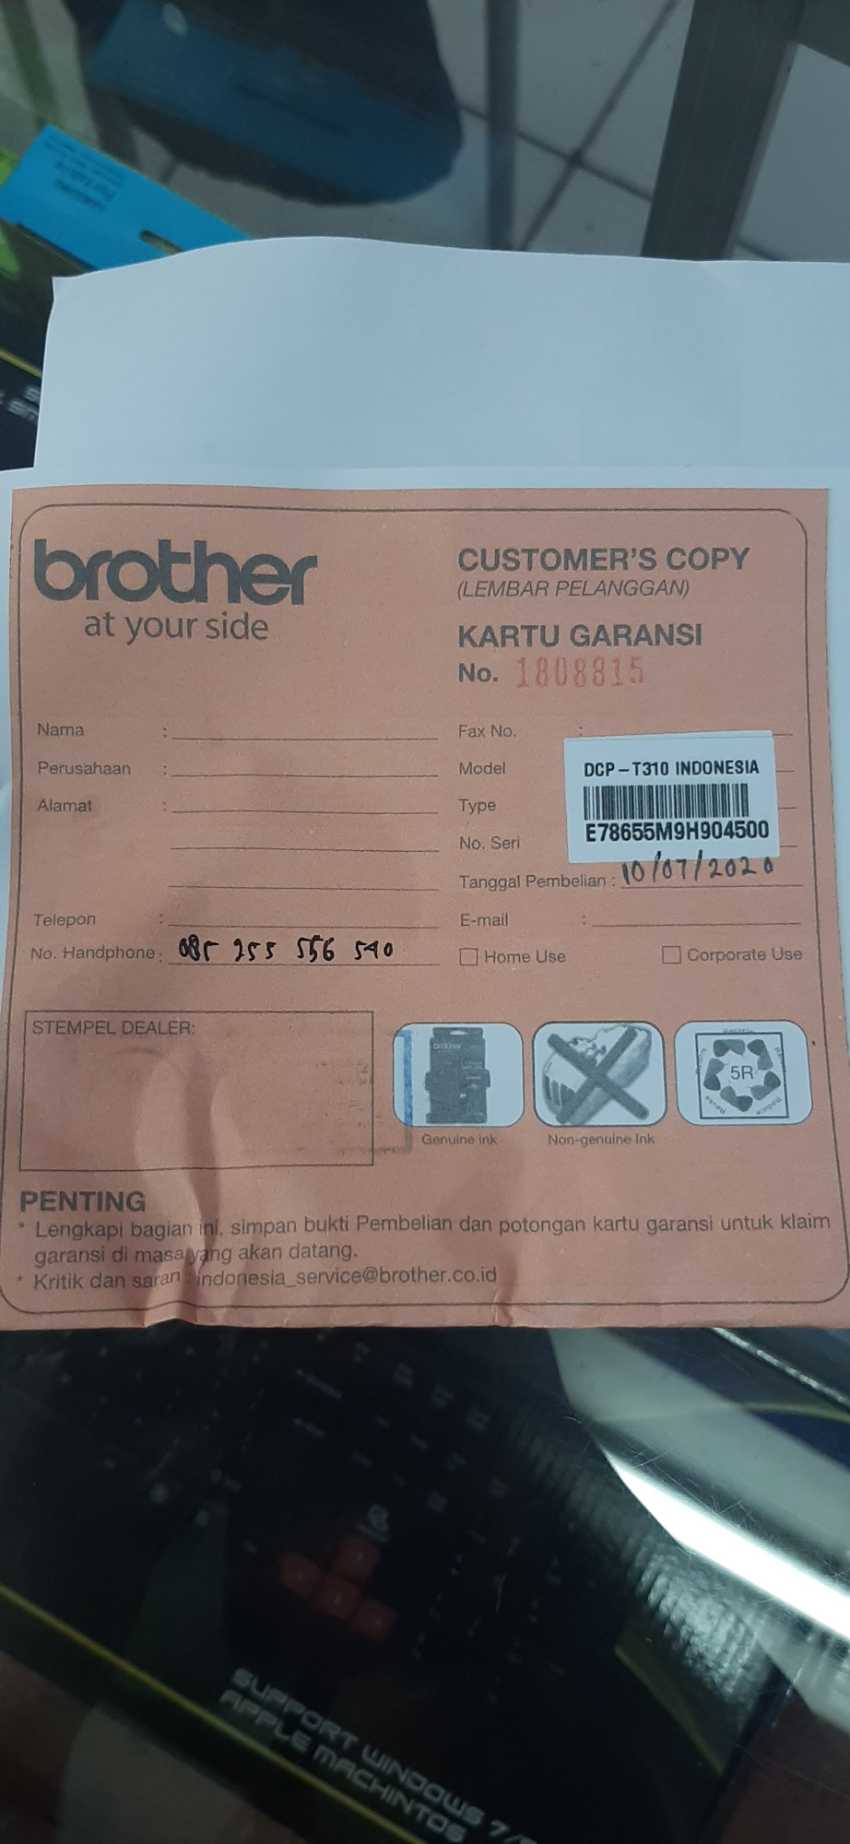 brother
at your side
CUSTOMER'S COPY
(LEMBAR PELANGGAN)
KARTU GARANSI
No. 1808815
Nama :
Perusahaan :
Alamat :
Telepon :
No. Handphone : 085 255 556 540
Fax No. :
Model
Type
No. Seri
DCP-T310 INDONESIA
E78655M9H904500
Tanggal Pembelian : 10/07/2020
E-mail :
Home Use
Corporate Use
STEMPEL DEALER:
brother
Genuine ink
Non-genuine Ink
5R
PENTING
* Lengkapi bagian ini, simpan bukti Pembelian dan potongan kartu garansi untuk klaim
garansi di masa yang akan datang.
* Kritik dan saran : indonesia_service@brother.co.id
SUPPORT WINDOWS 7/
APPLE MACHINTOS